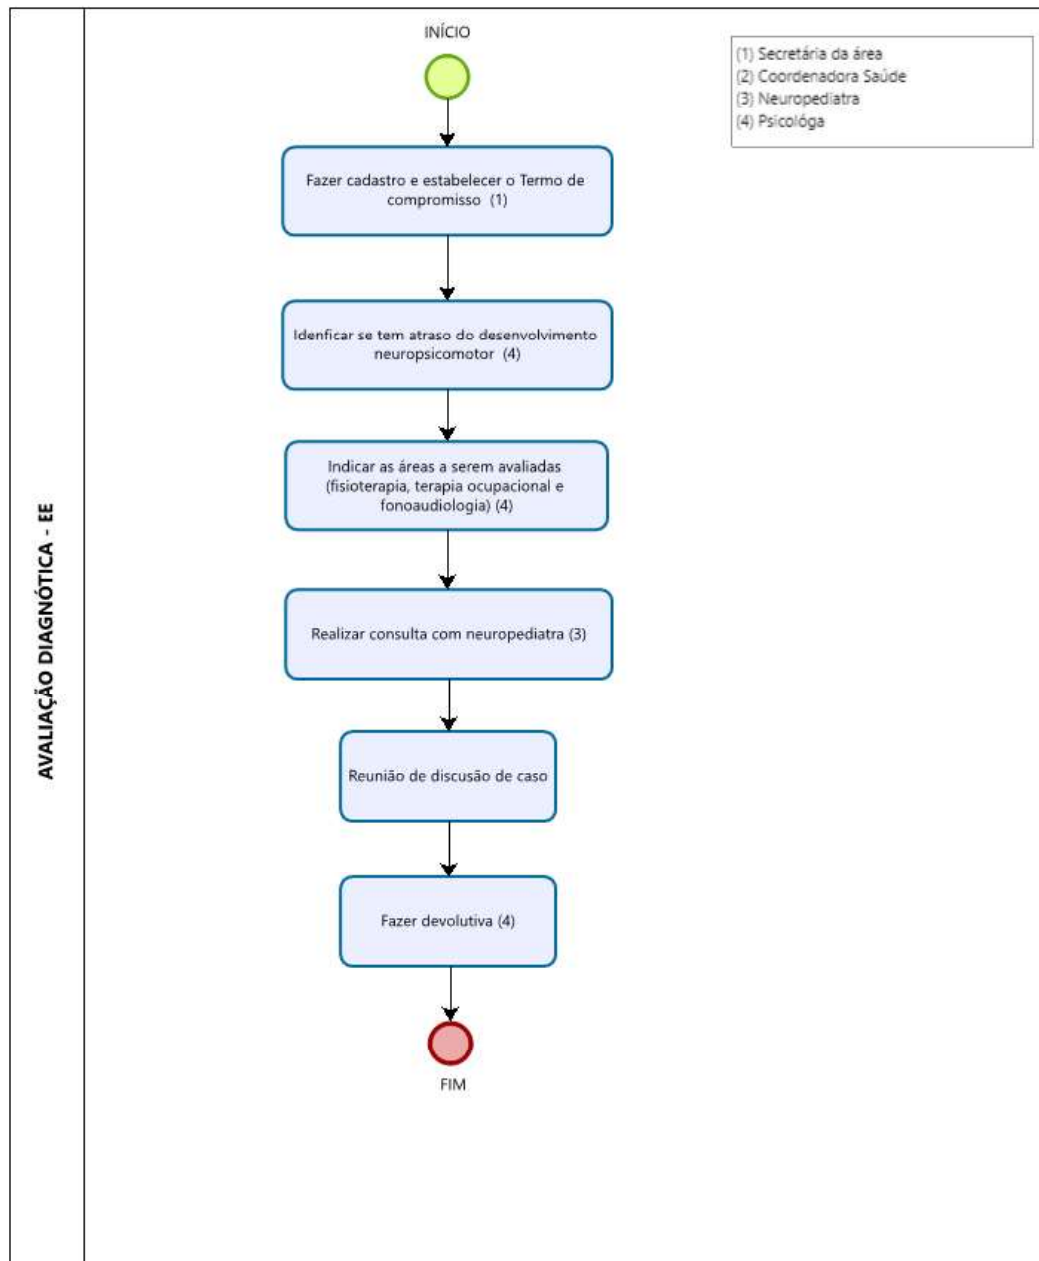 INÍCIO
(1) Secretária da área
(2) Coordenadora Saúde
(3) Neuropediatra
(4) Psicológa
Fazer cadastro e estabelecer o Termo de
compromisso (1)
Idenficar se tem atraso do desenvolvimento
neuropsicomotor (4)
Indicar as áreas a serem avaliadas
(fisioterapia, terapia ocupacional e
fonoaudiologia) (4)
AVALIAÇÃO DIAGNÓTICA - EE
Realizar consulta com neuropediatra (3)
Reunião de discusão de caso
Fazer devolutiva (4)
FIM